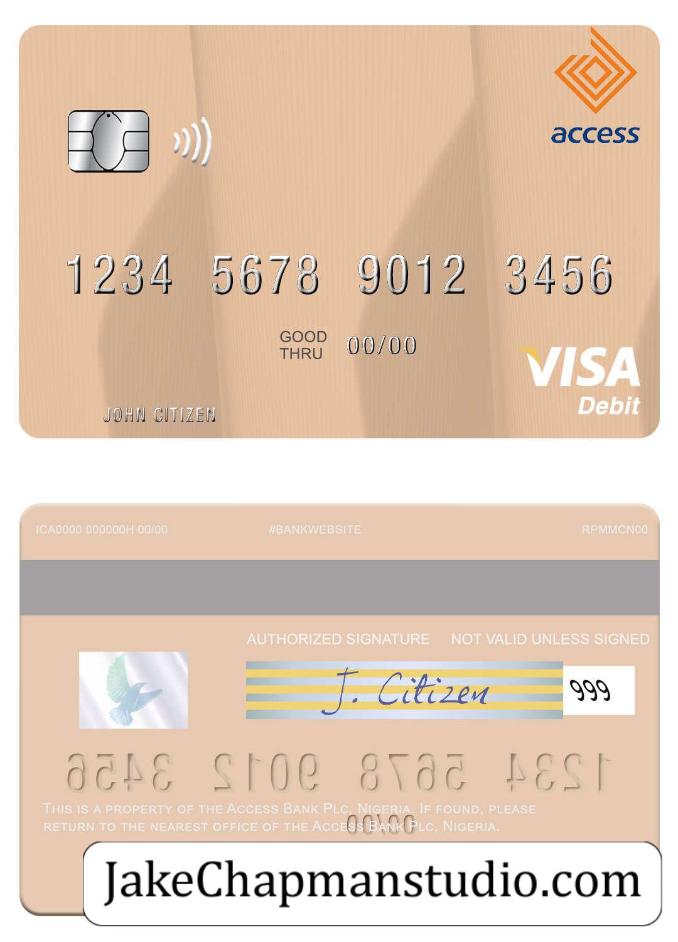 access
1234 5678 9012 3456
GOOD THRU 00/00
VISA
Debit
JOHN CITIZEN
ICA0000 000000H 00/00 #BANKWEBSITE RPMMCN00
AUTHORIZED SIGNATURE NOT VALID UNLESS SIGNED
J. Citizen 999
1234 5678 9012 3456
THIS IS A PROPERTY OF THE ACCESS BANK PLC, NIGERIA. IF FOUND, PLEASE
RETURN TO THE NEAREST OFFICE OF THE ACCESS BANK PLC, NIGERIA.
00/00
JakeChapmanstudio.com